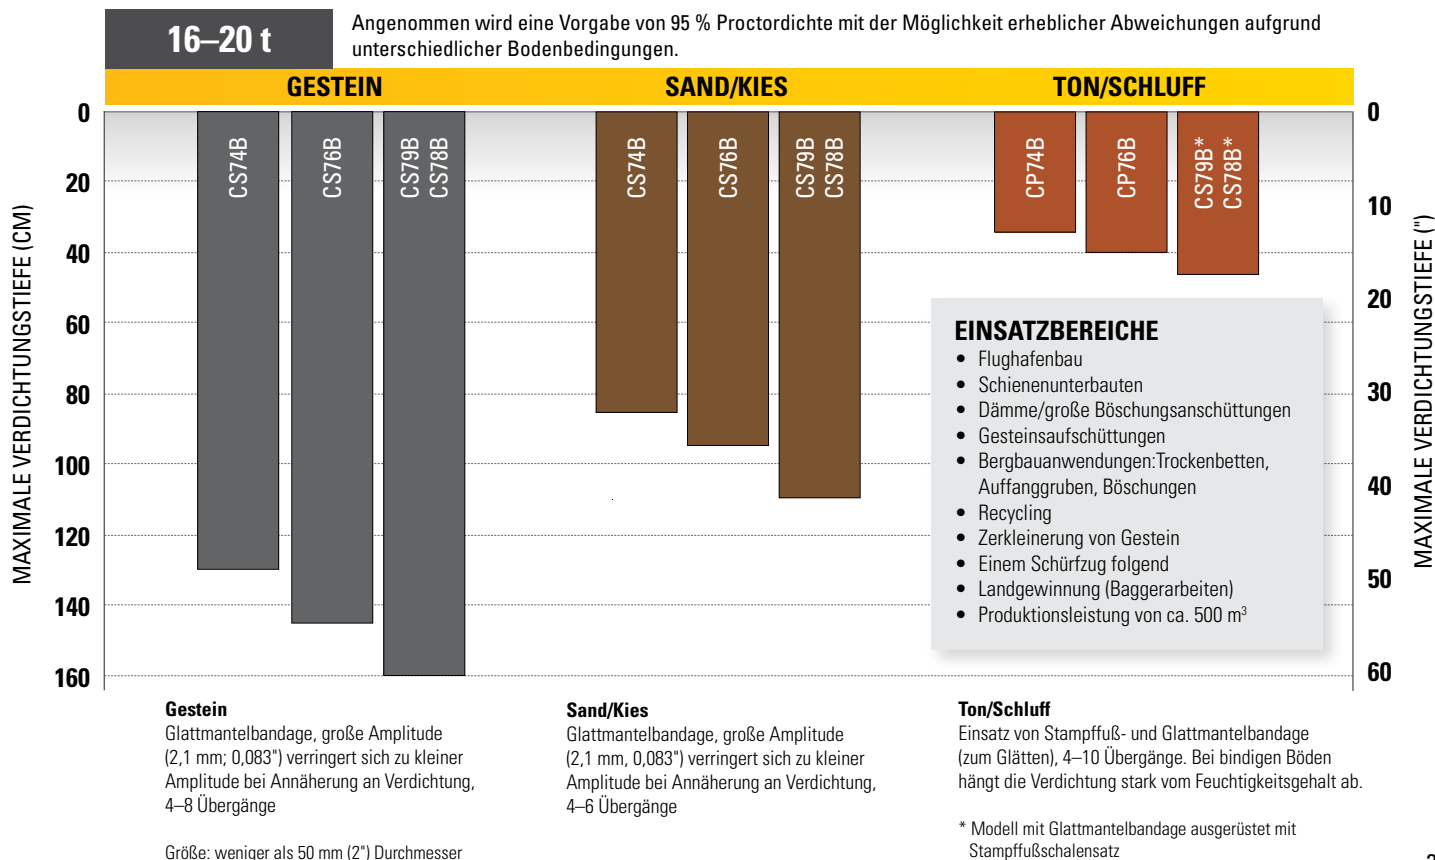 16–20 t
Angenommen wird eine Vorgabe von 95 % Proctordichte mit der Möglichkeit erheblicher Abweichungen aufgrund
unterschiedlicher Bodenbedingungen.
GESTEIN
SAND/KIES
TON/SCHLUFF
MAXIMALE VERDICHTUNGSTIEFE (CM)
0
20
40
60
80
100
120
140
160
CS74B
CS76B
CS79B
CS78B
CS74B
CS76B
CS79B
CS78B
CP74B
CP76B
CS79B*
CS78B*
0
10
20
30
40
50
60
MAXIMALE VERDICHTUNGSTIEFE (")
EINSATZBEREICHE
• Flughafenbau
• Schienenunterbauten
• Dämme/große Böschungsanschüttungen
• Gesteinsaufschüttungen
• Bergbauanwendungen:Trockenbetten,
Auffanggruben, Böschungen
• Recycling
• Zerkleinerung von Gestein
• Einem Schürfzug folgend
• Landgewinnung (Baggerarbeiten)
• Produktionsleistung von ca. 500 m³
Gestein
Glattmantelbandage, große Amplitude
(2,1 mm; 0,083") verringert sich zu kleiner
Amplitude bei Annäherung an Verdichtung,
4–8 Übergänge
Größe: weniger als 50 mm (2") Durchmesser
Sand/Kies
Glattmantelbandage, große Amplitude
(2,1 mm, 0,083") verringert sich zu kleiner
Amplitude bei Annäherung an Verdichtung,
4–6 Übergänge
Ton/Schluff
Einsatz von Stampffuß- und Glattmantelbandage
(zum Glätten), 4–10 Übergänge. Bei bindigen Böden
hängt die Verdichtung stark vom Feuchtigkeitsgehalt ab.
* Modell mit Glattmantelbandage ausgerüstet mit
Stampffußschalensatz